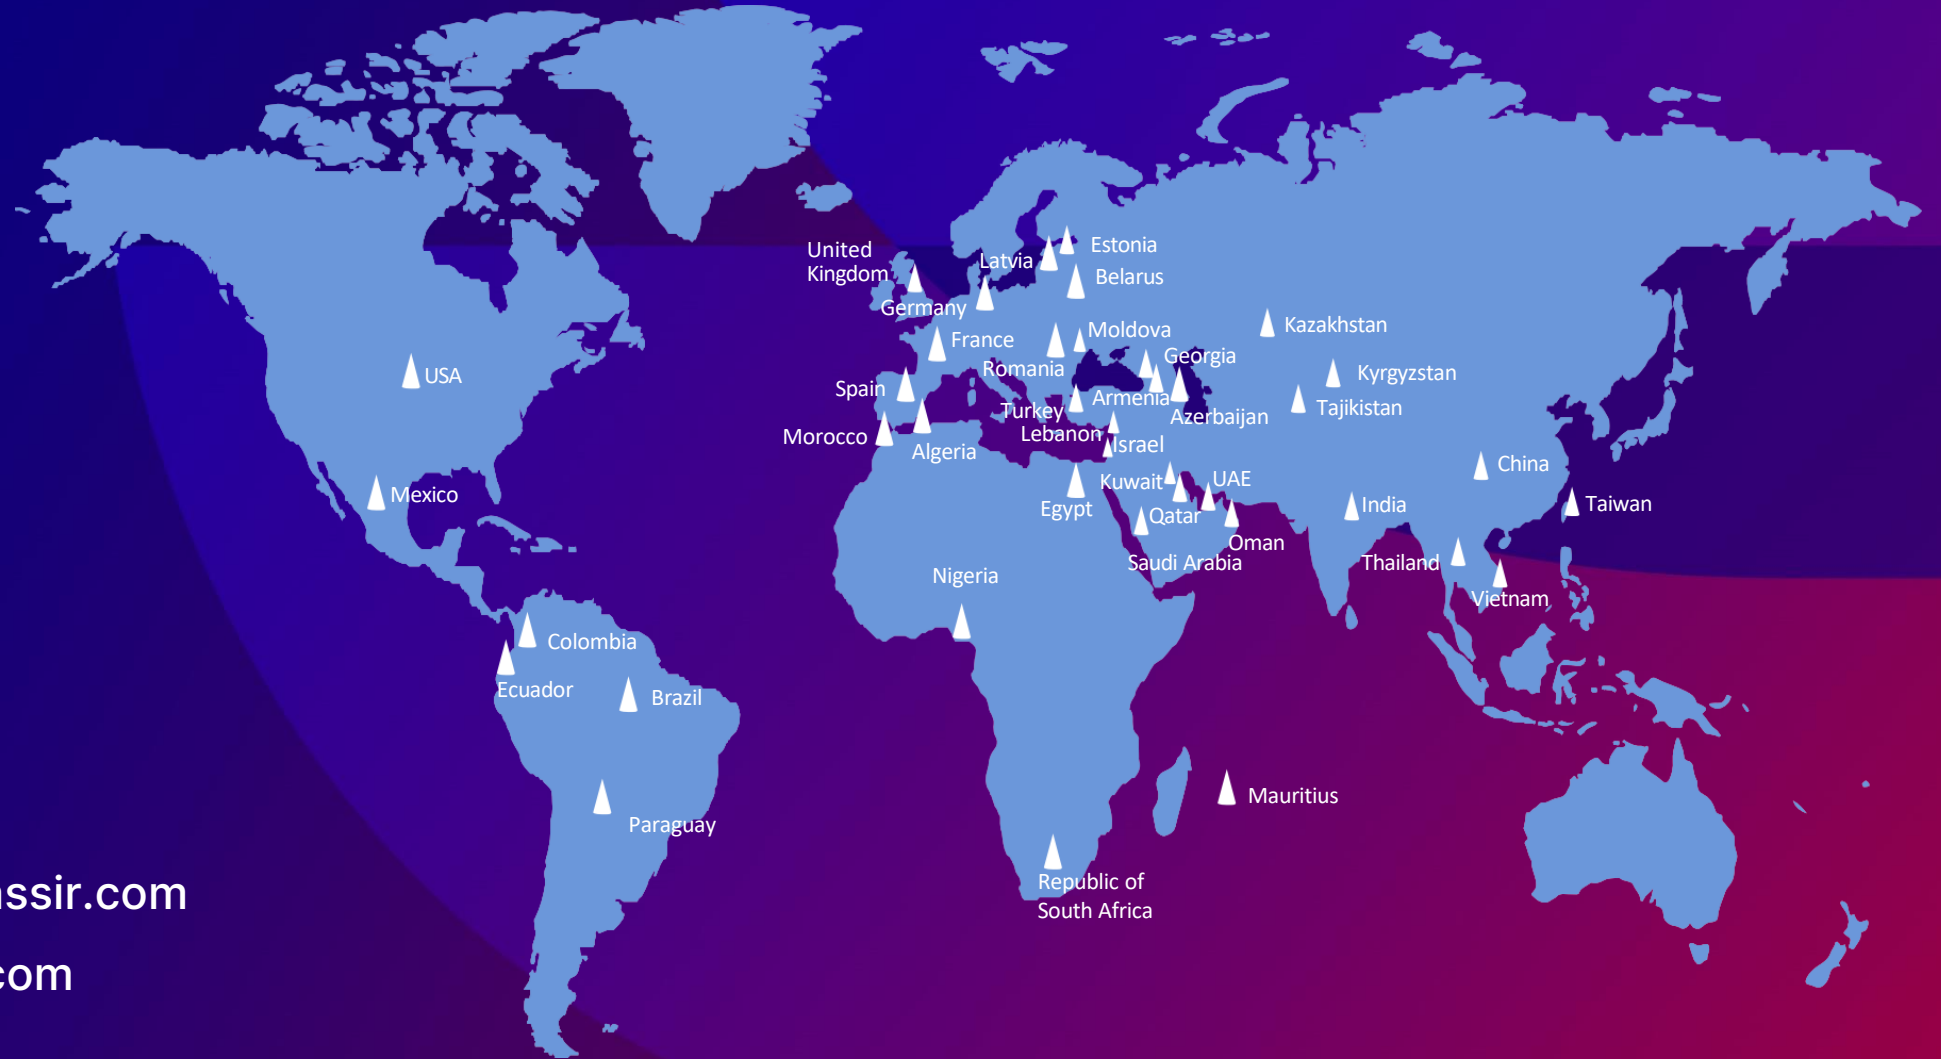 United
Kingdom
Latvia
Estonia
Belarus
Germany
France
Moldova
Romania
Georgia
Kazakhstan
Kyrgyzstan
Tajikistan
USA
Spain
Turkey
Armenia
Azerbaijan
Morocco
Algeria
Lebanon
Israel
China
Mexico
Egypt
Kuwait
UAE
Qatar
Oman
India
Taiwan
Saudi Arabia
Thailand
Vietnam
Nigeria
Colombia
Ecuador
Brazil
Paraguay
Mauritius
Republic of
South Africa
ssir.com
com